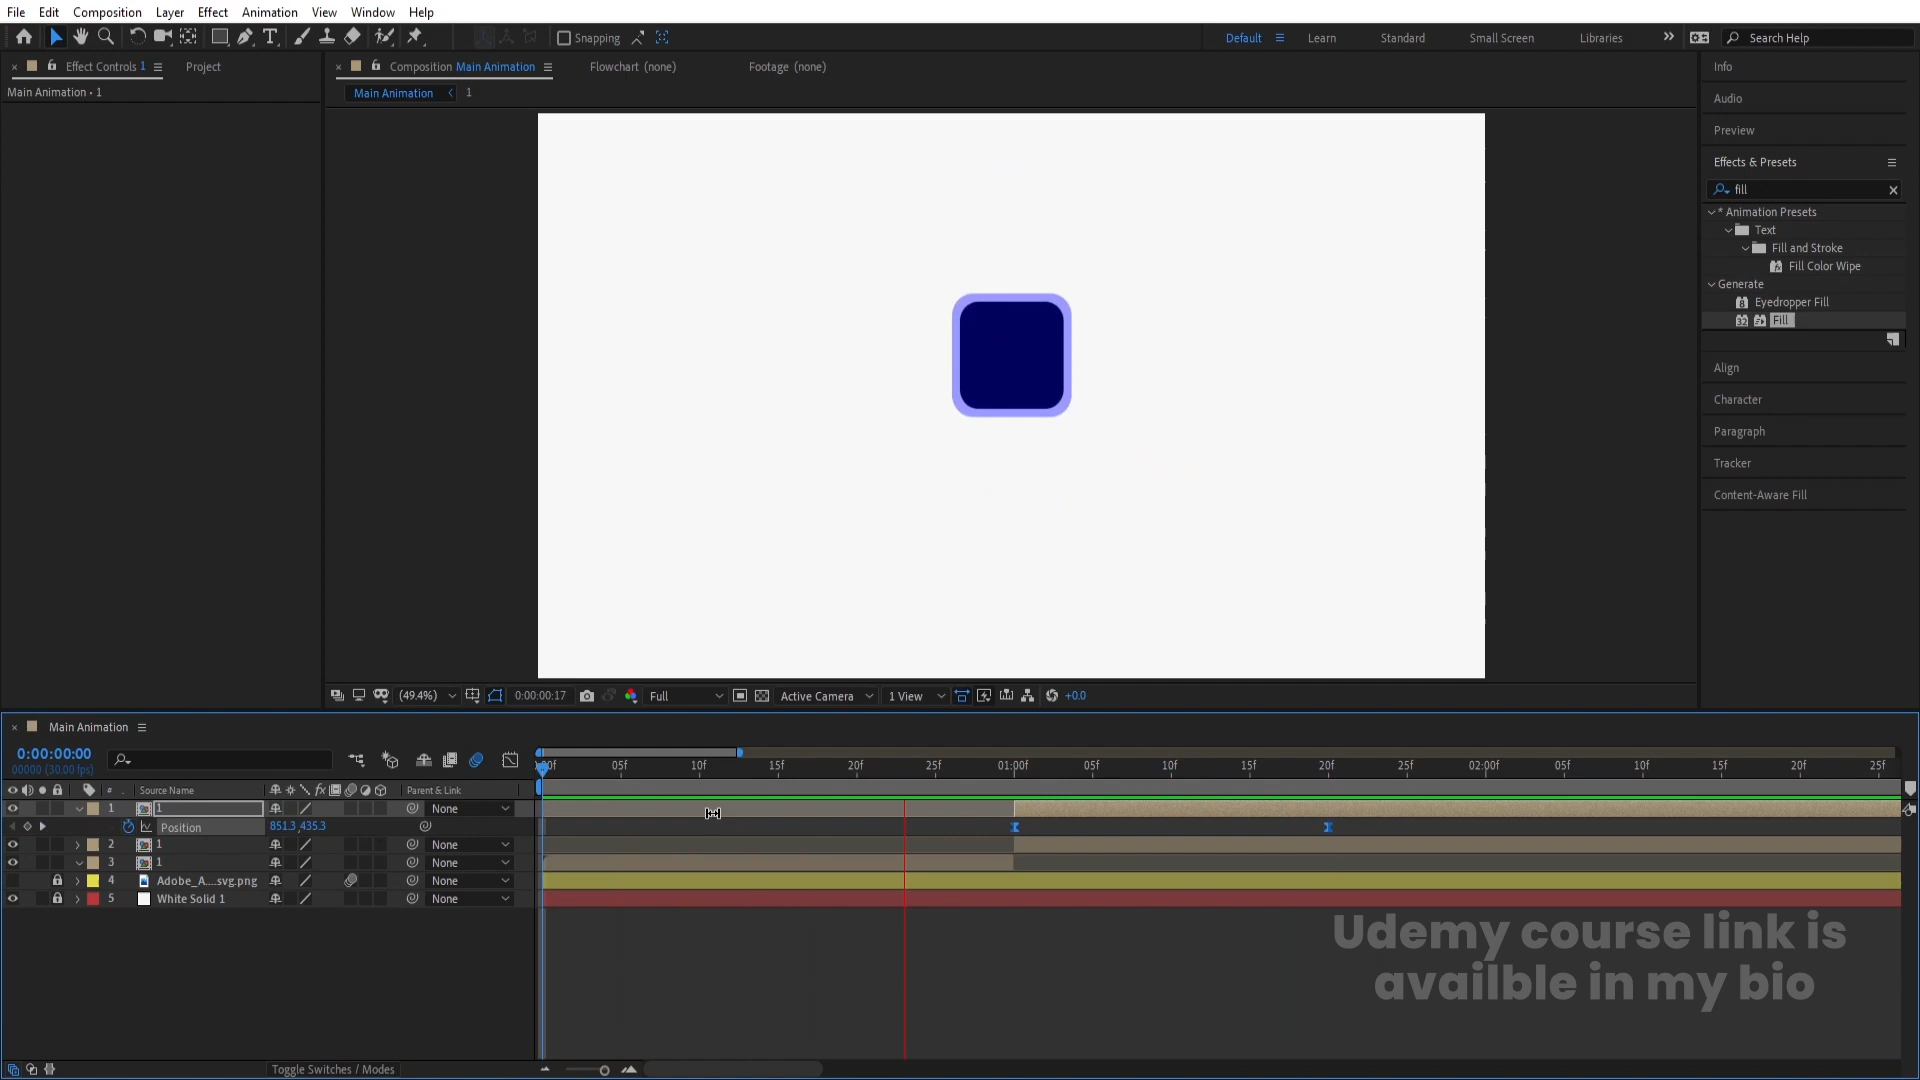 File Edit Composition Layer Effect Animation View Window Help
Snapping
Default Learn Standard Small Screen Libraries Search Help
Effect Controls 1 Project
Main Animation • 1
Composition Main Animation Flowchart (none) Footage (none)
Main Animation 1
Info
Audio
Preview
Effects & Presets
fill
* Animation Presets
Text
Fill and Stroke
Fill Color Wipe
Generate
Eyedropper Fill
Fill
Align
Character
Paragraph
Tracker
Content-Aware Fill
(49.4%) 0:00:00:17 Full Active Camera 1 View +0.0
Main Animation
0:00:00:00
00000 (30.00 fps)
05f 10f 15f 20f 25f 01:00f 05f 10f 15f 20f 25f 02:00f 05f 10f 15f 20f 25f
# Source Name fx Parent & Link
1 1 None
Position 851.3,435.3
2 1 None
3 1 None
4 Adobe_A....svg.png None
5 White Solid 1 None
Udemy course link is
availble in my bio
Toggle Switches / Modes